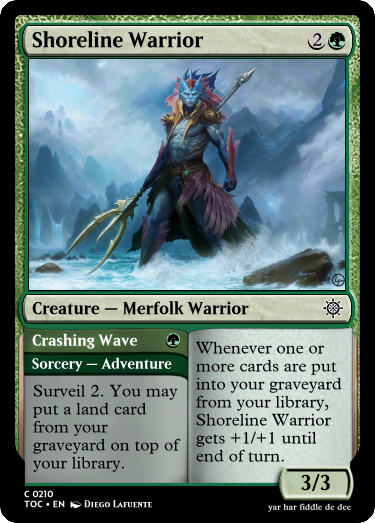 Shoreline Warrior 2
Creature — Merfolk Warrior
Crashing Wave
Sorcery — Adventure
Surveil 2. You may
put a land card
from your
graveyard on top of
your library.
Whenever one or
more cards are put
into your graveyard
from your library,
Shoreline Warrior
gets +1/+1 until
end of turn.
3/3
C 0210
TOC • EN Diego Lafuente
yar har fiddle de dee